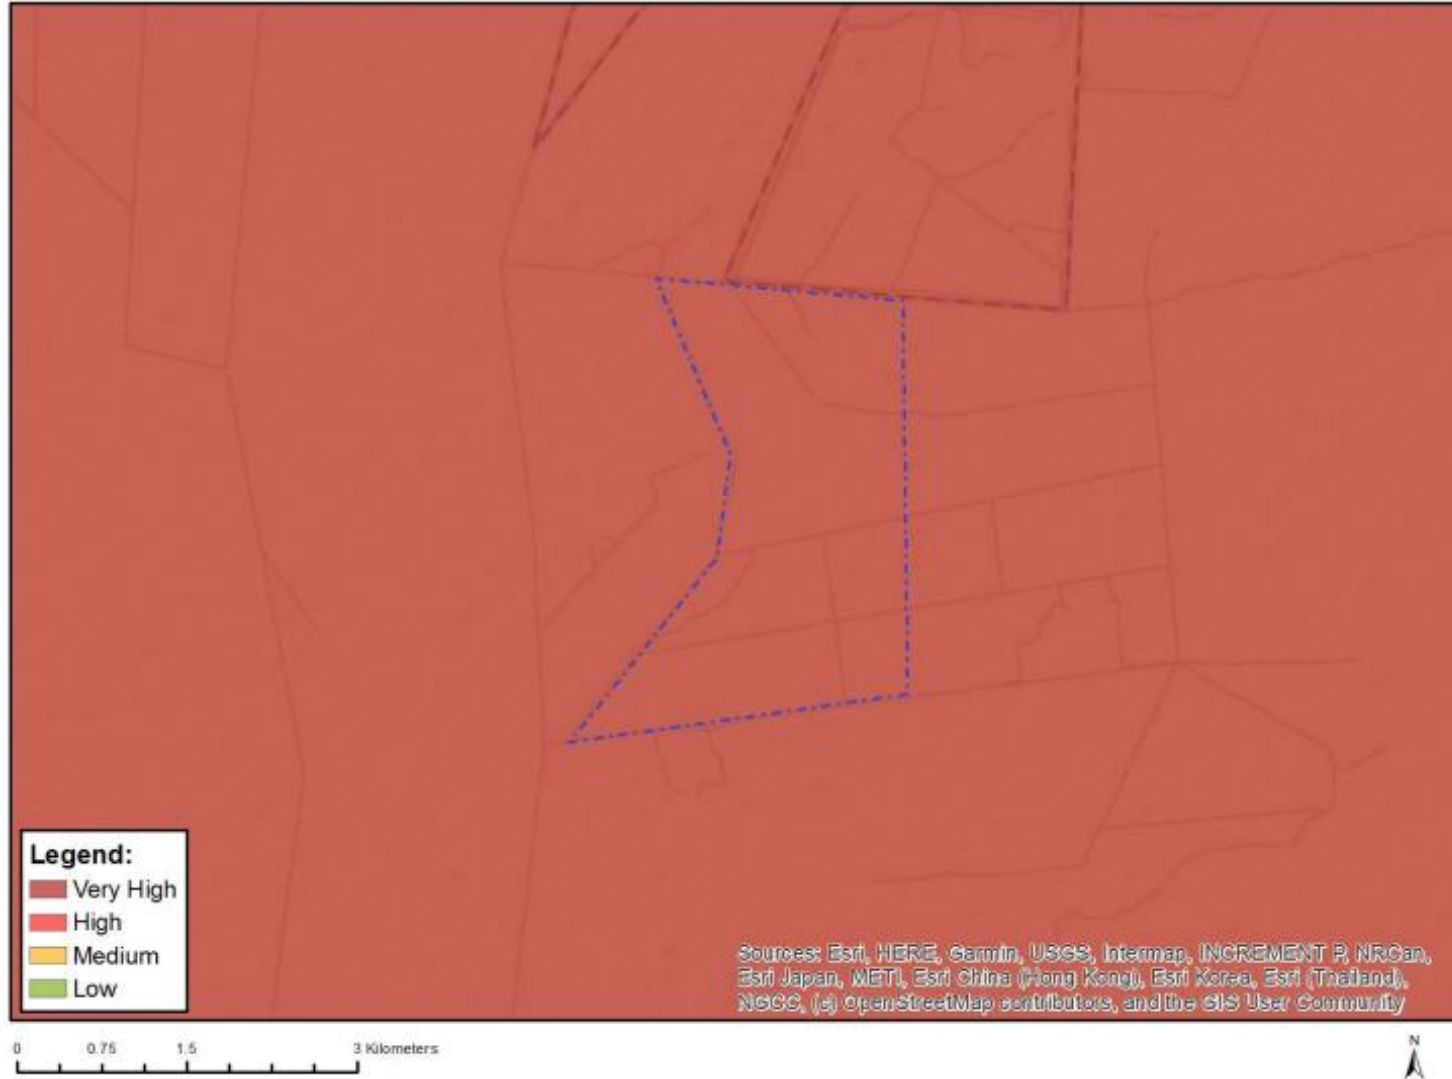 Legend:
Very High
High
Medium
Low
Sources: Esri, HERE, Garmin, USGS, Intermap, INCREMENT P, NRCan,
Esri Japan, METI, Esri China (Hong Kong), Esri Korea, Esri (Thailand),
NGCC, (c) OpenStreetMap contributors, and the GIS User Community
0 0.75 1.5 3 Kilometers
N